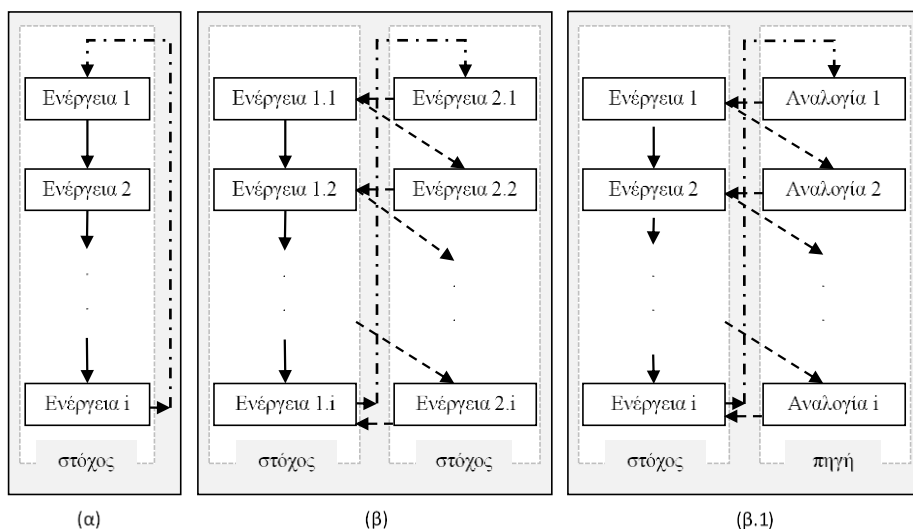 Ενέργεια 1
Ενέργεια 2
Ενέργεια i
στόχος
(α)
Ενέργεια 1.1
Ενέργεια 2.1
Ενέργεια 1.2
Ενέργεια 2.2
Ενέργεια 1.i
Ενέργεια 2.i
στόχος
στόχος
(β)
Ενέργεια 1
Αναλογία 1
Ενέργεια 2
Αναλογία 2
Ενέργεια i
Αναλογία i
στόχος
πηγή
(β.1)